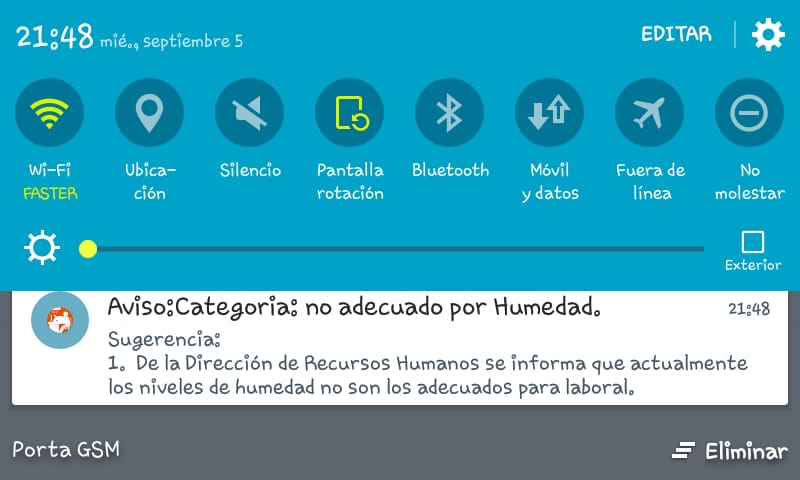 21:48 mié., septiembre 5
EDITAR
Wi-Fi
FASTER
Ubica-
ción
Silencio
Pantalla
rotación
Bluetooth
Móvil
y datos
Fuera de
línea
No
molestar
Exterior
Aviso:Categoria: no adecuado por Humedad.
21:48
Sugerencia:
1. De la Dirección de Recursos Humanos se informa que actualmente
los niveles de humedad no son los adecuados para laboral.
Porta GSM
Eliminar